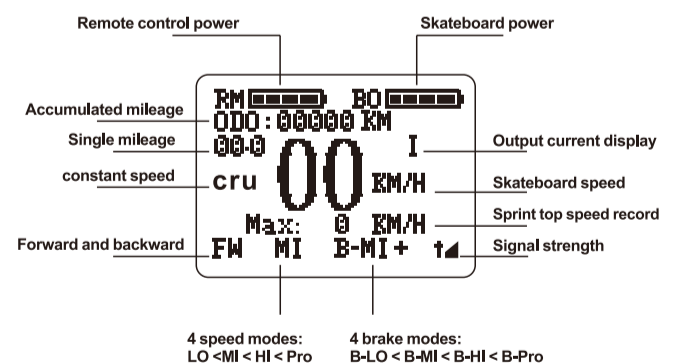 Remote control power
Skateboard power
RM BO
Accumulated mileage
ODO:00000 KM
Single mileage
00.0
I
Output current display
constant speed
cru
00 KM/H
Skateboard speed
Max: 0 KM/H
Sprint top speed record
Forward and backward
FW MI B-MI+
Signal strength
4 speed modes:
LO <MI < HI < Pro
4 brake modes:
B-LO < B-MI < B-HI < B-Pro